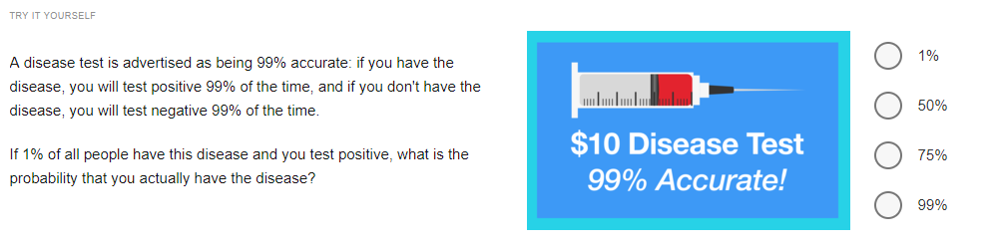 TRY IT YOURSELF
A disease test is advertised as being 99% accurate: if you have the
disease, you will test positive 99% of the time, and if you don't have the
disease, you will test negative 99% of the time.
If 1% of all people have this disease and you test positive, what is the
probability that you actually have the disease?
$10 Disease Test
99% Accurate!
1%
50%
75%
99%